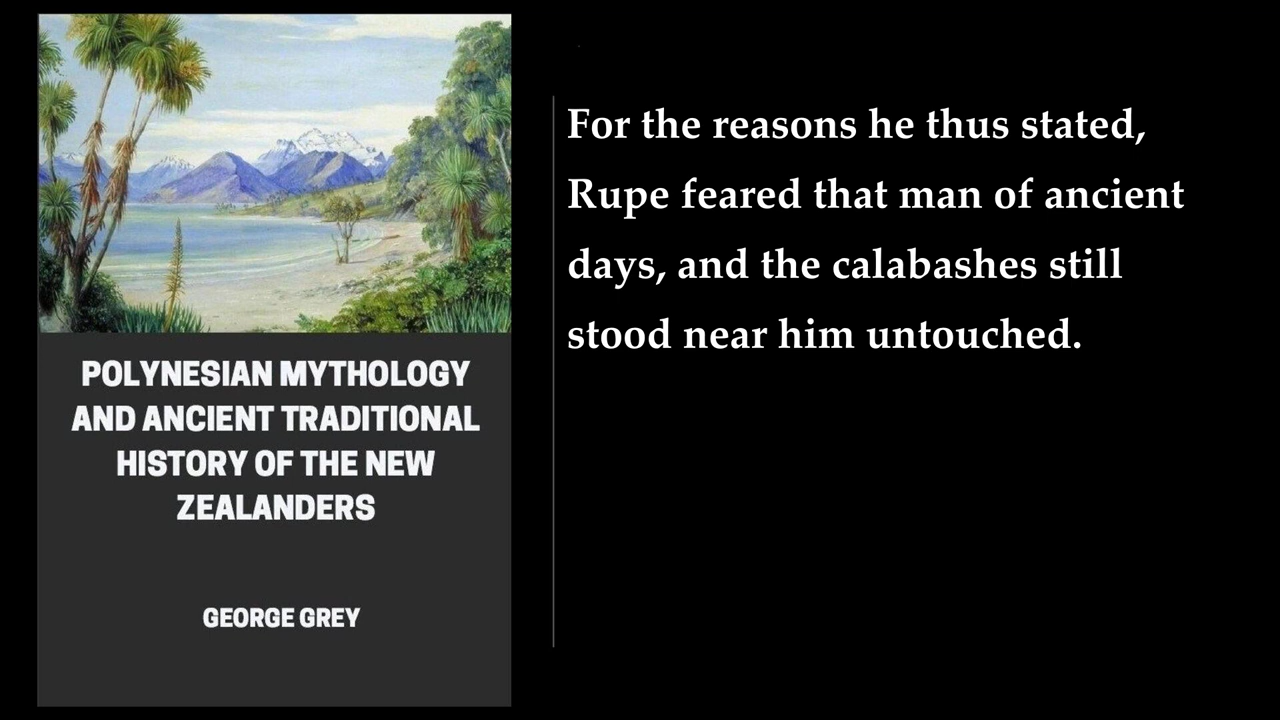 POLYNESIAN MYTHOLOGY
AND ANCIENT TRADITIONAL
HISTORY OF THE NEW
ZEALANDERS
GEORGE GREY
For the reasons he thus stated,
Rupe feared that man of ancient
days, and the calabashes still
stood near him untouched.